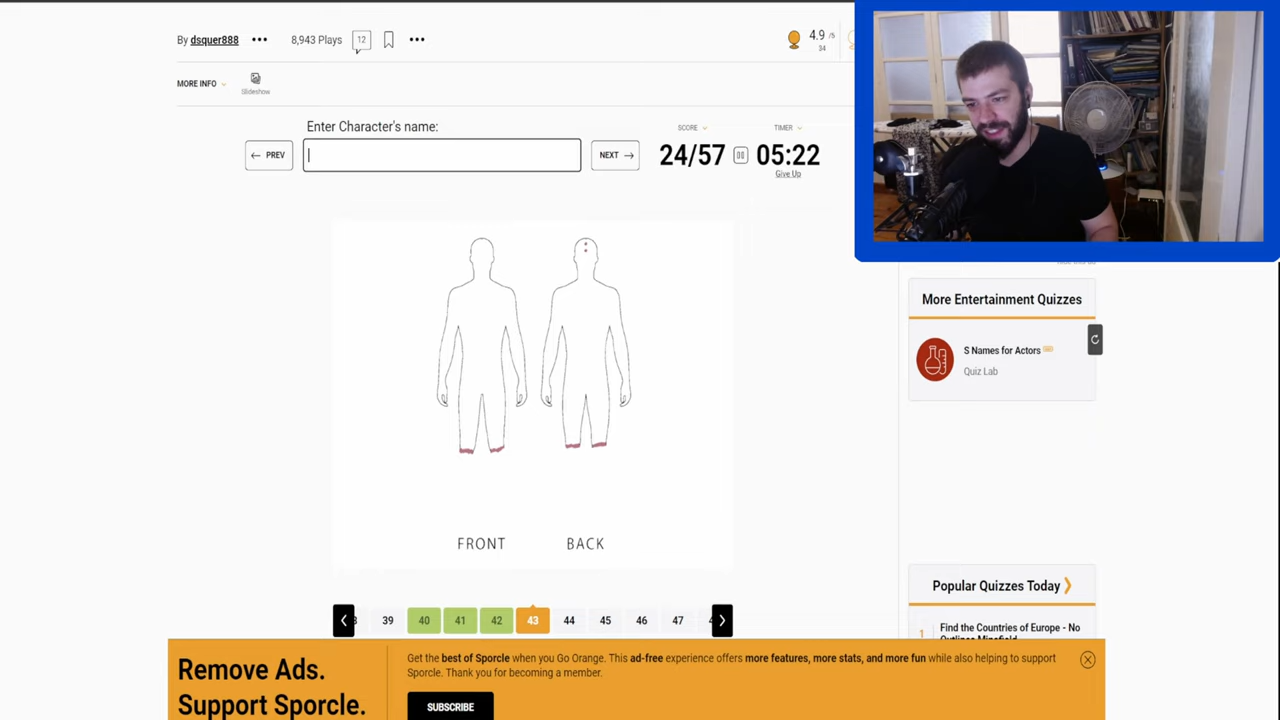 By dsquer888 ••• 8,943 Plays 12 •••
4.9 /5
34
MORE INFO
Slideshow
Enter Character's name:
SCORE TIMER
← PREV NEXT → 24/57 05:22
Give Up
More Entertainment Quizzes
S Names for Actors
Quiz Lab
FRONT BACK
Popular Quizzes Today ❯
1 Find the Countries of Europe - No
39 40 41 42 43 44 45 46 47
Remove Ads.
Support Sporcle.
Get the best of Sporcle when you Go Orange. This ad-free experience offers more features, more stats, and more fun while also helping to support
Sporcle. Thank you for becoming a member.
SUBSCRIBE